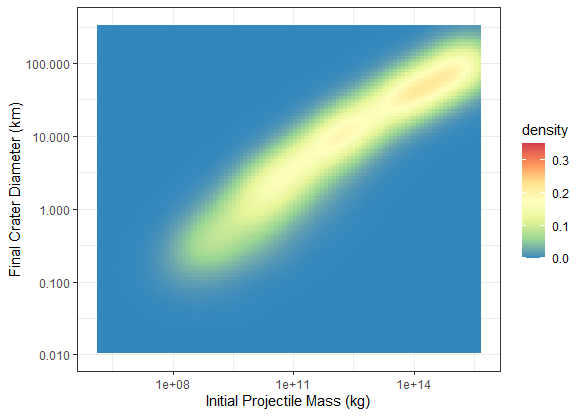 Final Crater Diameter (km)
100.000
10.000
1.000
0.100
0.010
1e+08
1e+11
1e+14
Initial Projectile Mass (kg)
density
0.3
0.2
0.1
0.0